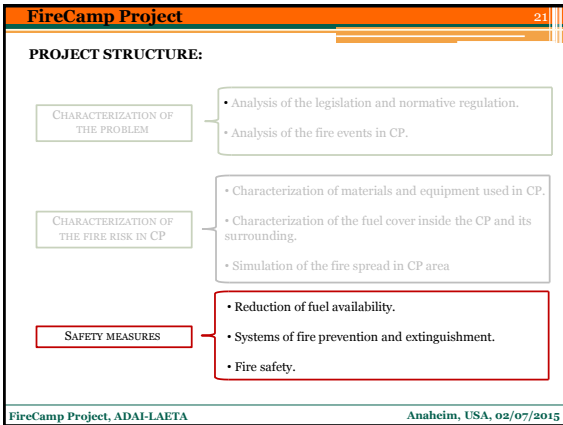 FireCamp Project
21
PROJECT STRUCTURE:
CHARACTERIZATION OF
THE PROBLEM
• Analysis of the legislation and normative regulation.
• Analysis of the fire events in CP.
CHARACTERIZATION OF
THE FIRE RISK IN CP
• Characterization of materials and equipment used in CP.
• Characterization of the fuel cover inside the CP and its
surrounding.
• Simulation of the fire spread in CP area
SAFETY MEASURES
• Reduction of fuel availability.
• Systems of fire prevention and extinguishment.
• Fire safety.
FireCamp Project, ADAI-LAETA
Anaheim, USA, 02/07/2015